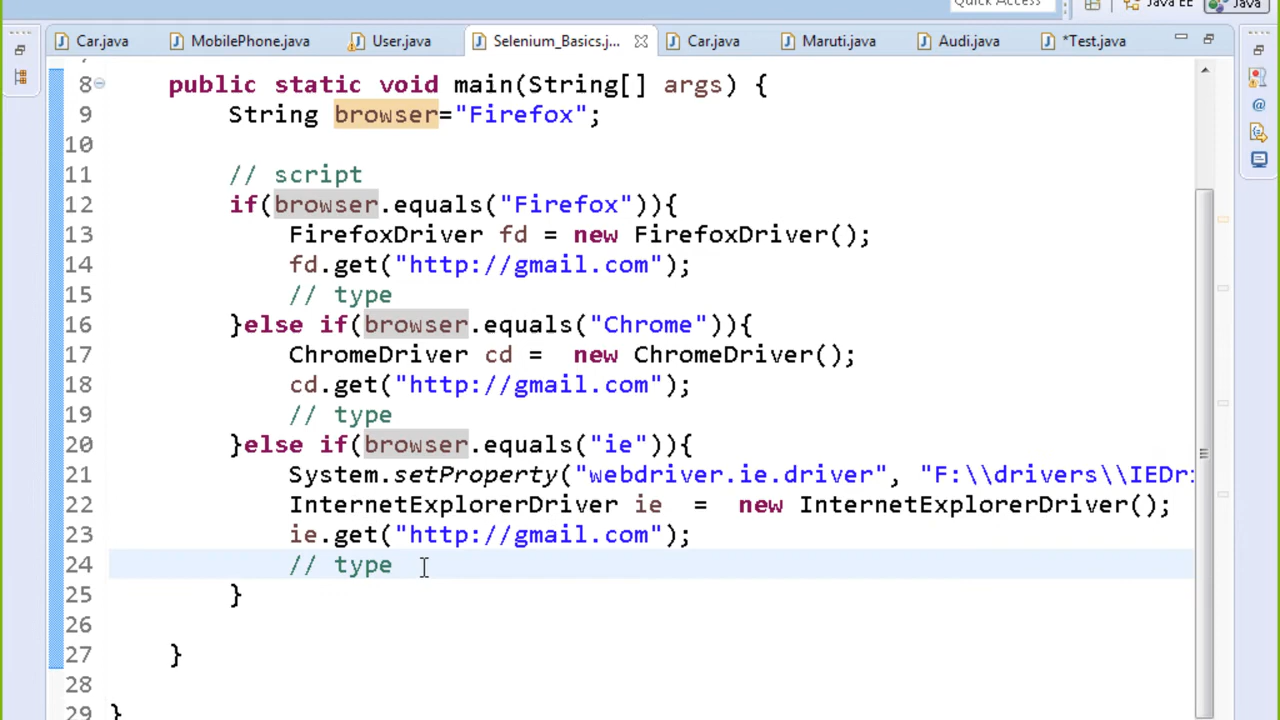 Quick Access
Java EE
Java
Car.java
MobilePhone.java
User.java
Selenium_Basics.j...
Car.java
Maruti.java
Audi.java
*Test.java
8 public static void main(String[] args) {
9 String browser="Firefox";
10
11 // script
12 if(browser.equals("Firefox")){
13 FirefoxDriver fd = new FirefoxDriver();
14 fd.get("http://gmail.com");
15 // type
16 }else if(browser.equals("Chrome")){
17 ChromeDriver cd =  new ChromeDriver();
18 cd.get("http://gmail.com");
19 // type
20 }else if(browser.equals("ie")){
21 System.setProperty("webdriver.ie.driver", "F:\\drivers\\IEDri
22 InternetExplorerDriver ie  =  new InternetExplorerDriver();
23 ie.get("http://gmail.com");
24 // type
25 }
26
27 }
28
29 }